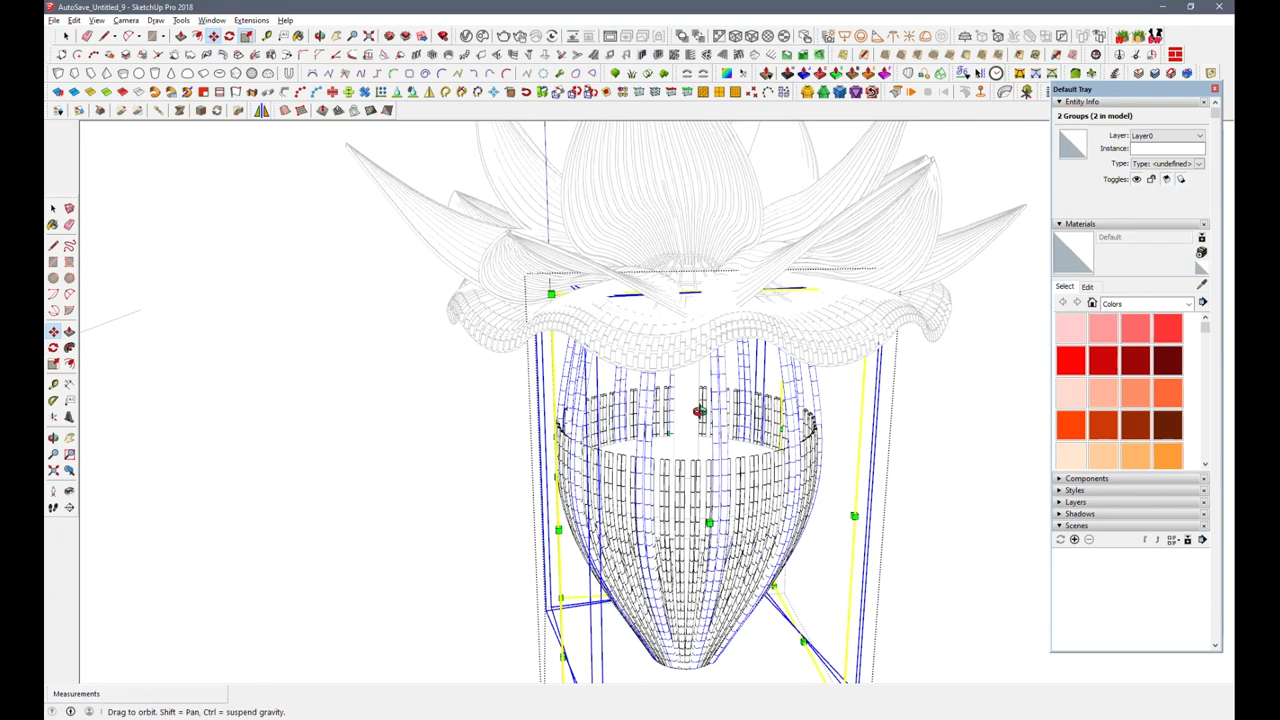 AutoSave_Untitled_9 - SketchUp Pro 2018
File Edit View Camera Draw Tools Window Extensions Help
Default Tray
Entity Info
2 Groups (2 in model)
Layer: Layer0
Instance:
Type: Type: <undefined>
Toggles:
Materials
Default
Select Edit
Colors
Components
Styles
Layers
Shadows
Scenes
Measurements
Drag to orbit. Shift = Pan, Ctrl = suspend gravity.